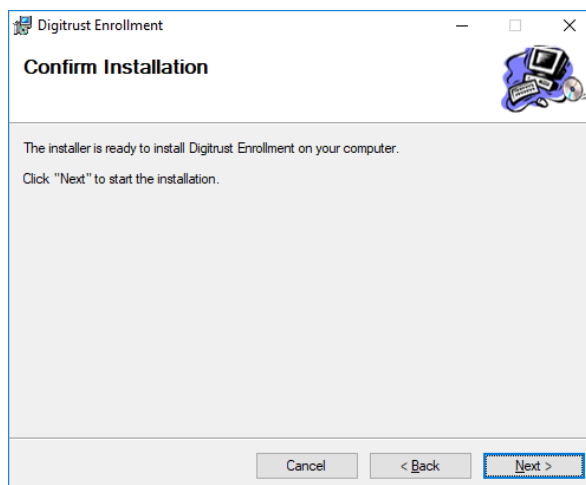 Digitrust Enrollment
Confirm Installation
The installer is ready to install Digitrust Enrollment on your computer.
Click "Next" to start the installation.
Cancel
< Back
Next >